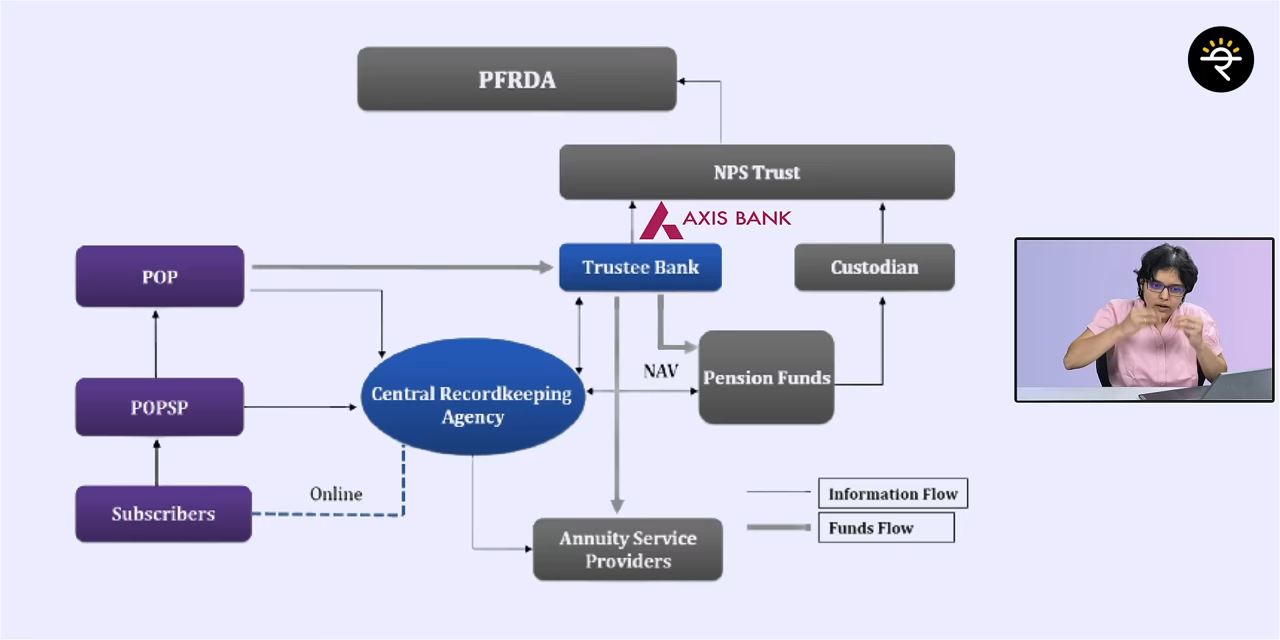 PFRDA
NPS Trust
AXIS BANK
POP
Trustee Bank
Custodian
NAV
Pension Funds
Central Recordkeeping
Agency
POPSP
Online
Subscribers
Information Flow
Funds Flow
Annuity Service
Providers